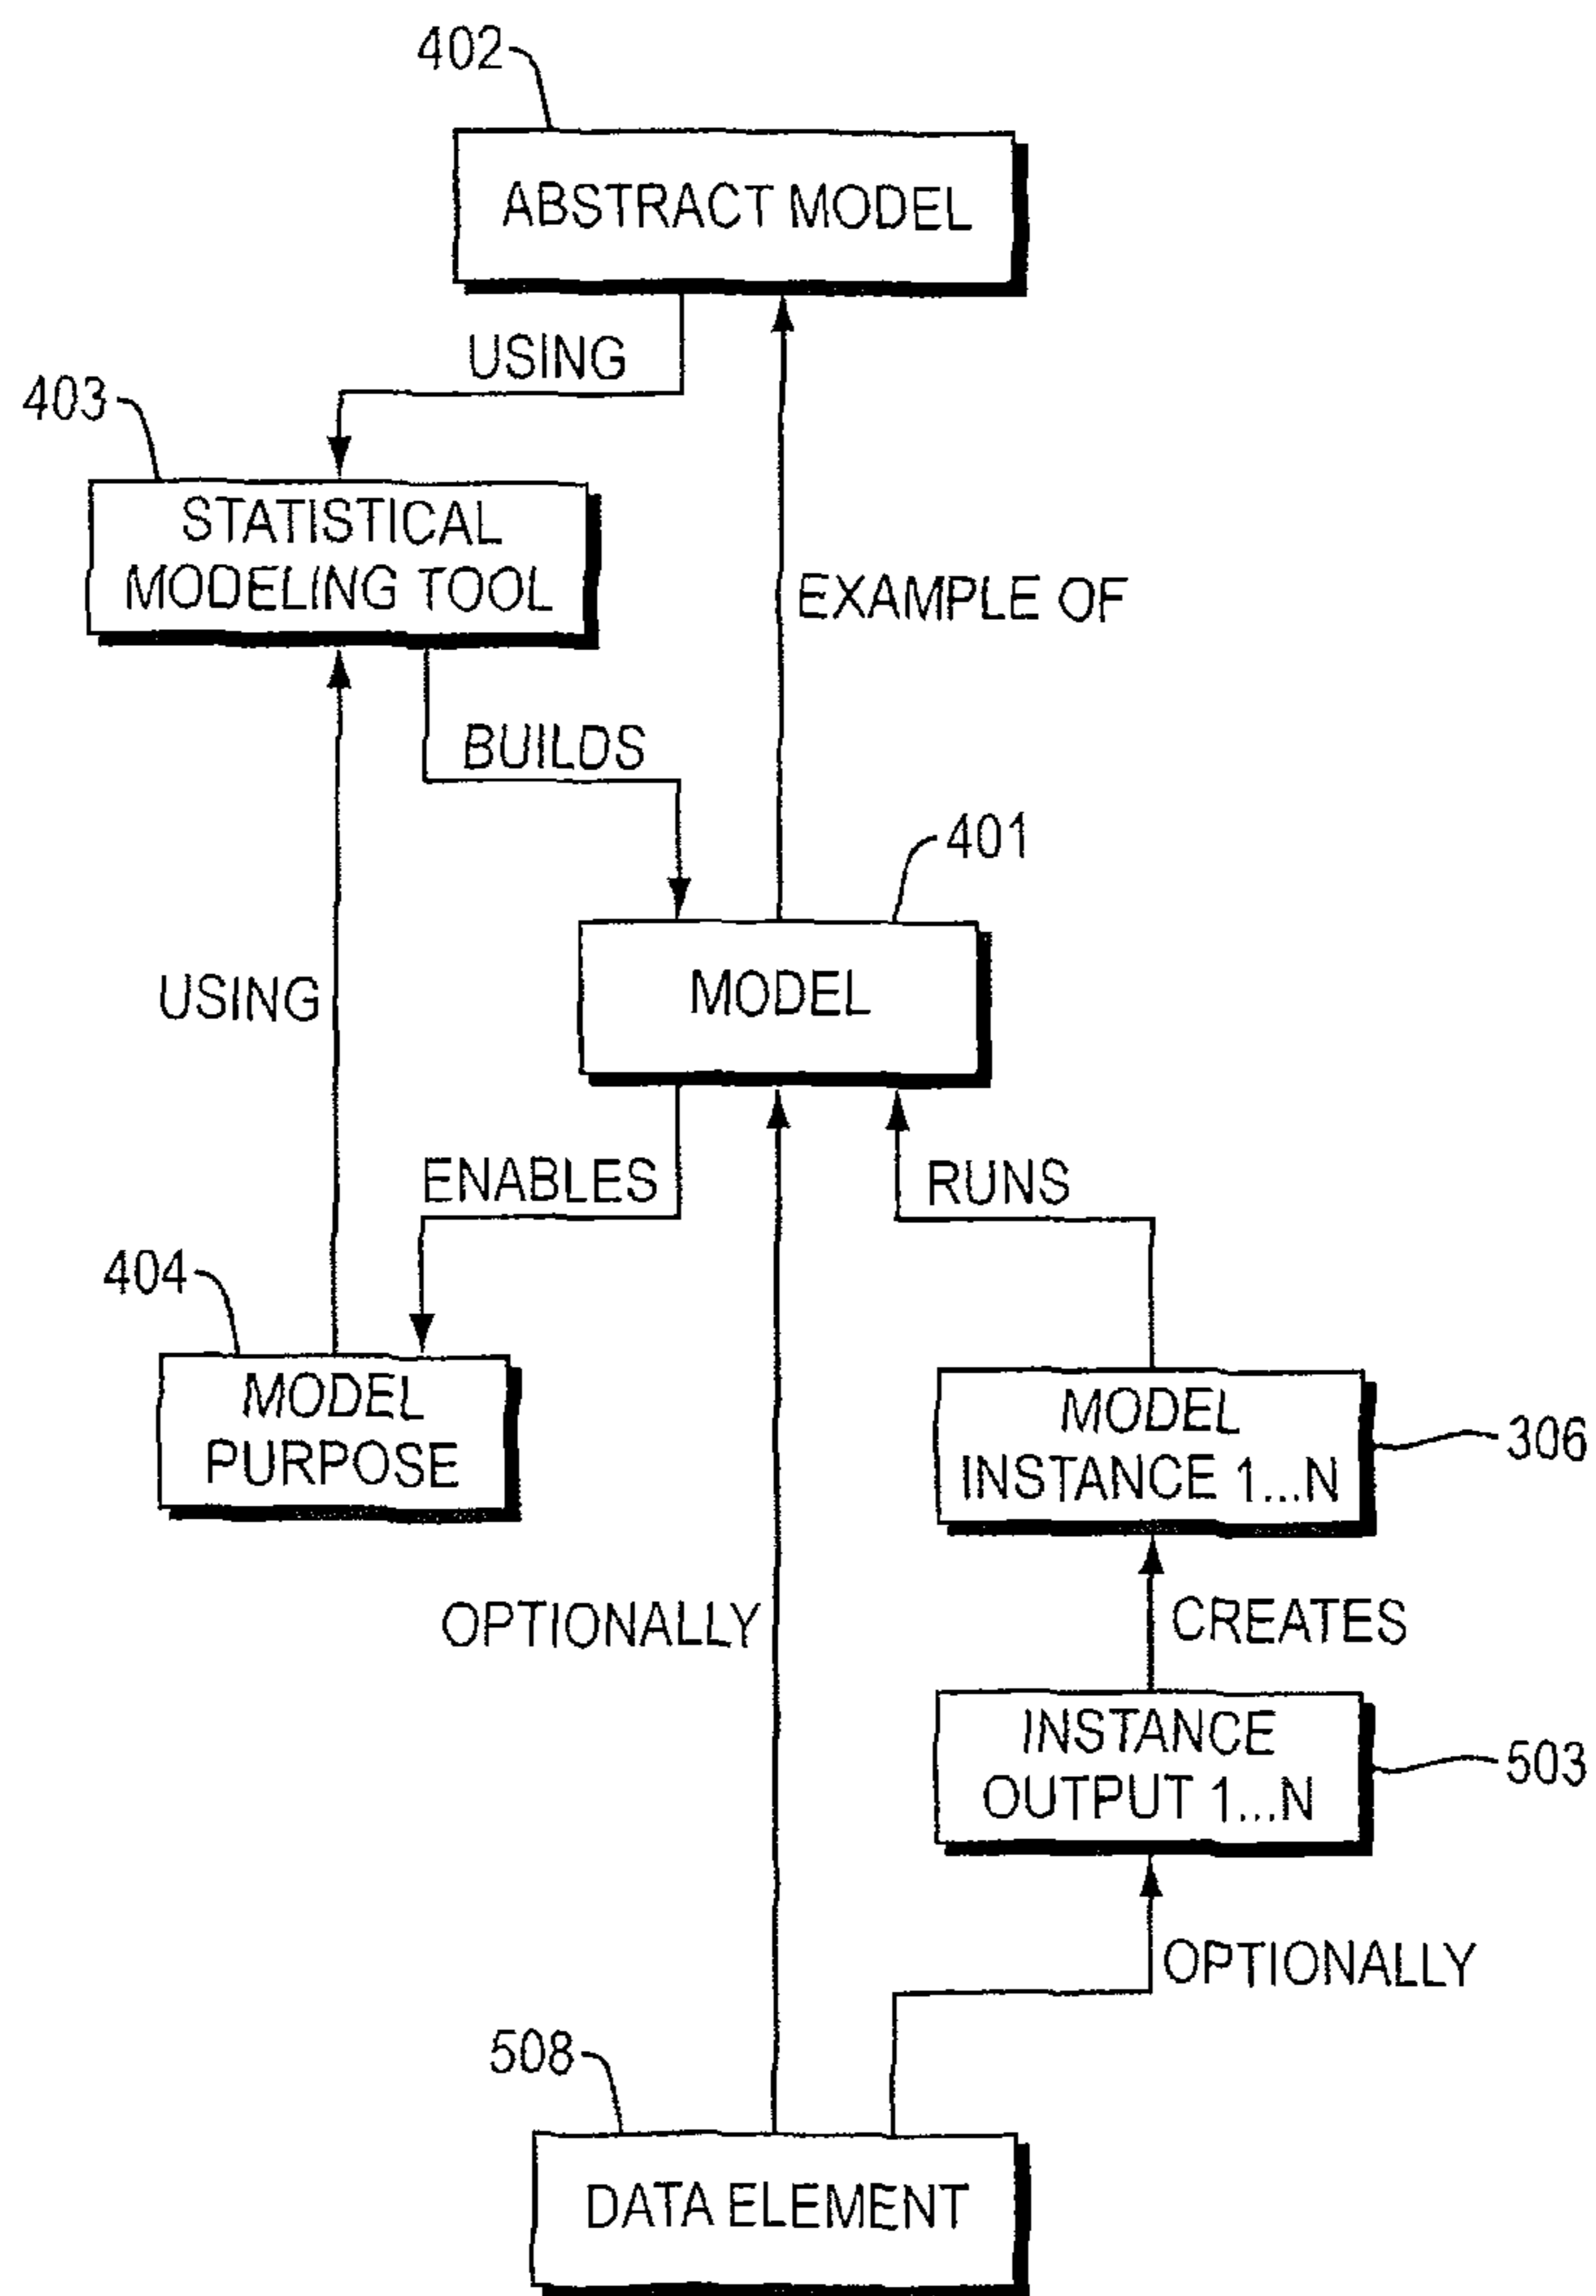 402
ABSTRACT MODEL
USING
403
STATISTICAL
MODELING TOOL
EXAMPLE OF
BUILDS
401
MODEL
USING
ENABLES
RUNS
404
MODEL
PURPOSE
MODEL
INSTANCE 1...N
306
OPTIONALLY
CREATES
INSTANCE
OUTPUT 1...N
503
OPTIONALLY
508
DATA ELEMENT